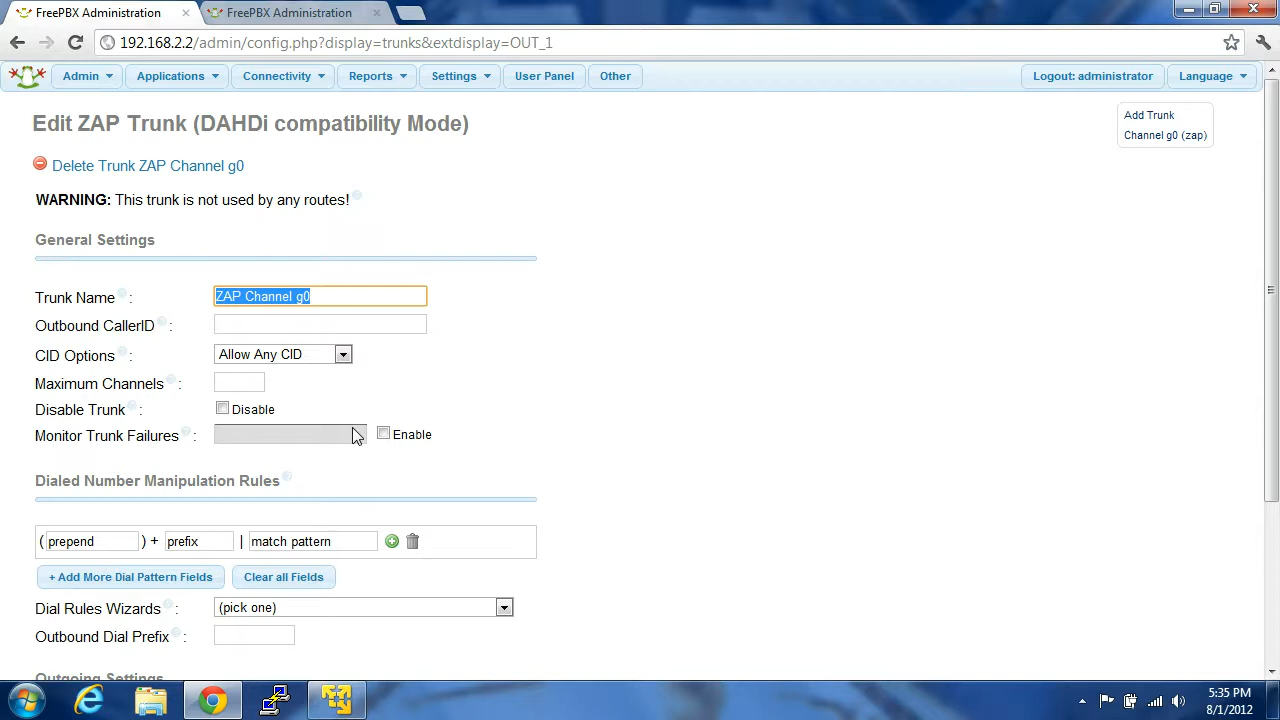 FreePBX Administration
FreePBX Administration
192.168.2.2/admin/config.php?display=trunks&extdisplay=OUT_1
Admin Applications Connectivity Reports Settings User Panel Other Logout: administrator Language
Edit ZAP Trunk (DAHDi compatibility Mode)
Add Trunk
Channel g0 (zap)
Delete Trunk ZAP Channel g0
WARNING: This trunk is not used by any routes!
General Settings
Trunk Name : ZAP Channel g0
Outbound CallerID :
CID Options : Allow Any CID
Maximum Channels :
Disable Trunk : Disable
Monitor Trunk Failures : Enable
Dialed Number Manipulation Rules
( prepend ) + prefix | match pattern
+ Add More Dial Pattern Fields Clear all Fields
Dial Rules Wizards : (pick one)
Outbound Dial Prefix :
Outgoing Settings
5:35 PM
8/1/2012